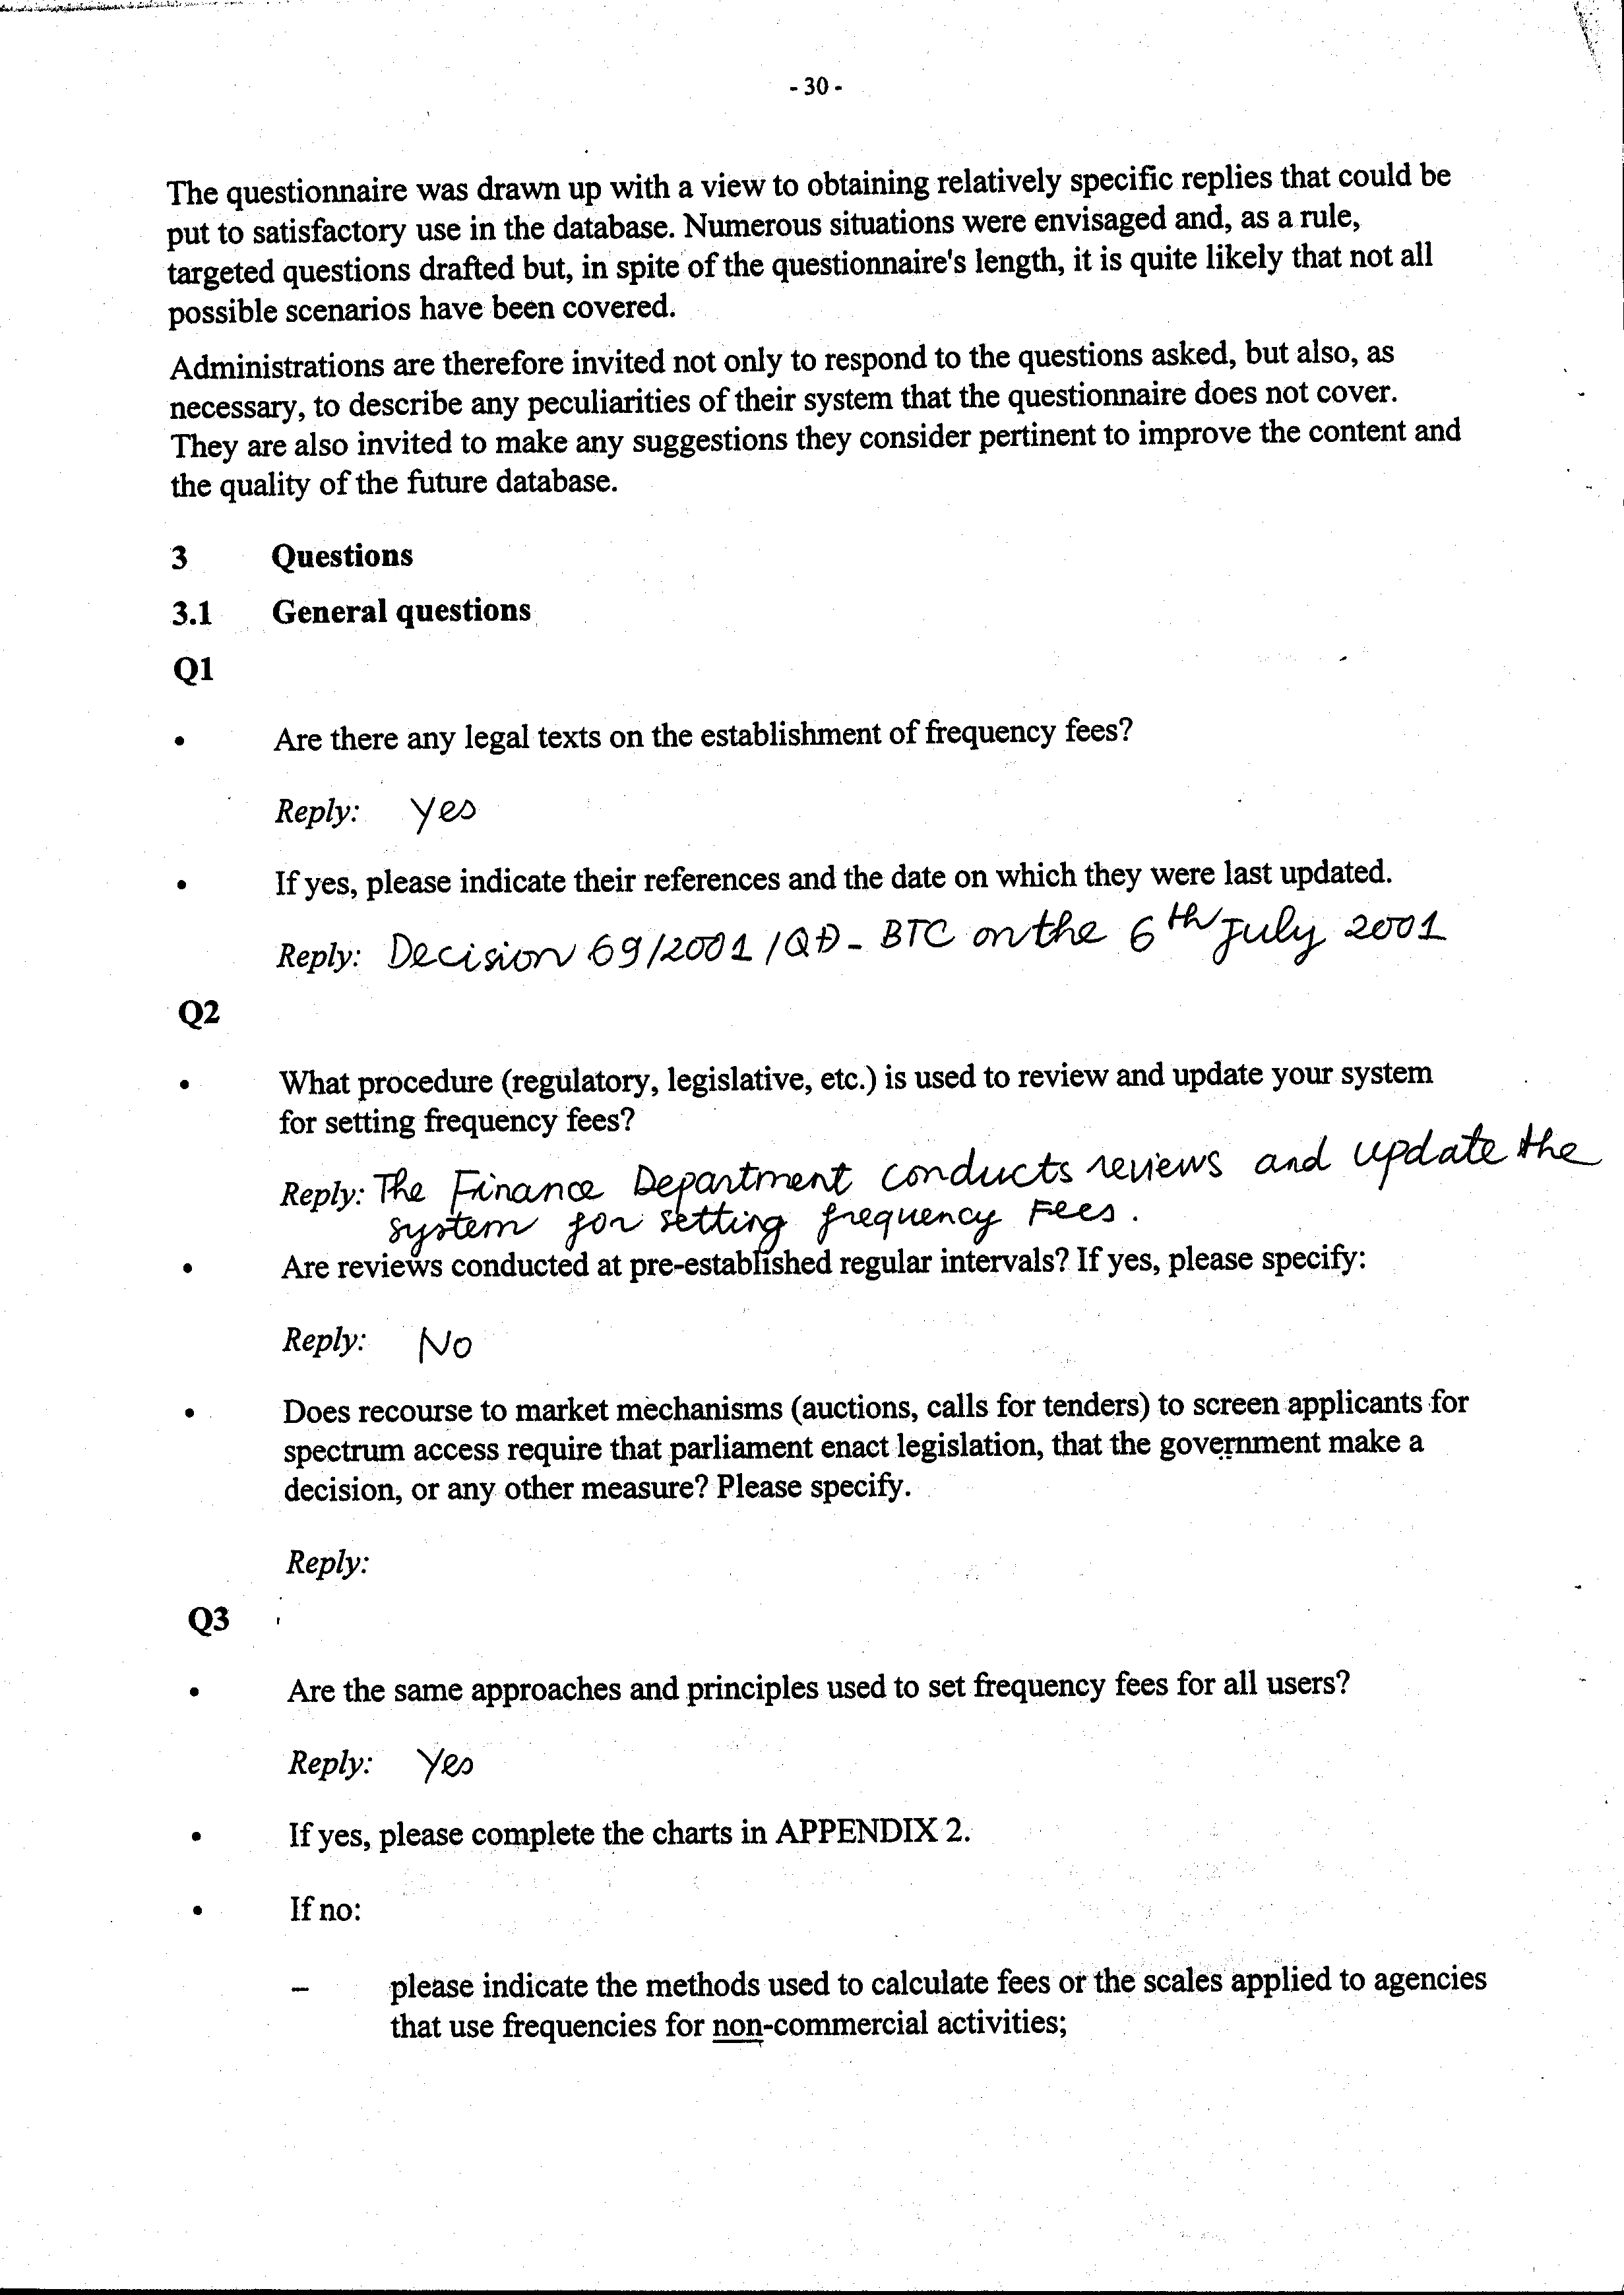 - 30 -
The questionnaire was drawn up with a view to obtaining relatively specific replies that could be
put to satisfactory use in the database. Numerous situations were envisaged and, as a rule,
targeted questions drafted but, in spite of the questionnaire's length, it is quite likely that not all
possible scenarios have been covered.
Administrations are therefore invited not only to respond to the questions asked, but also, as
necessary, to describe any peculiarities of their system that the questionnaire does not cover.
They are also invited to make any suggestions they consider pertinent to improve the content and
the quality of the future database.
3 Questions
3.1 General questions
Q1
• Are there any legal texts on the establishment of frequency fees?
Reply: Yes
• If yes, please indicate their references and the date on which they were last updated.
Reply: Decision 69/2001/QĐ-BTC on the 6th July 2001
Q2
• What procedure (regulatory, legislative, etc.) is used to review and update your system
for setting frequency fees?
Reply: The Finance Department conducts reviews and update the
system for setting frequency Fees.
• Are reviews conducted at pre-established regular intervals? If yes, please specify:
Reply: No
• Does recourse to market mechanisms (auctions, calls for tenders) to screen applicants for
spectrum access require that parliament enact legislation, that the government make a
decision, or any other measure? Please specify.
Reply:
Q3
• Are the same approaches and principles used to set frequency fees for all users?
Reply: Yes
• If yes, please complete the charts in APPENDIX 2.
• If no:
– please indicate the methods used to calculate fees or the scales applied to agencies
that use frequencies for non-commercial activities;